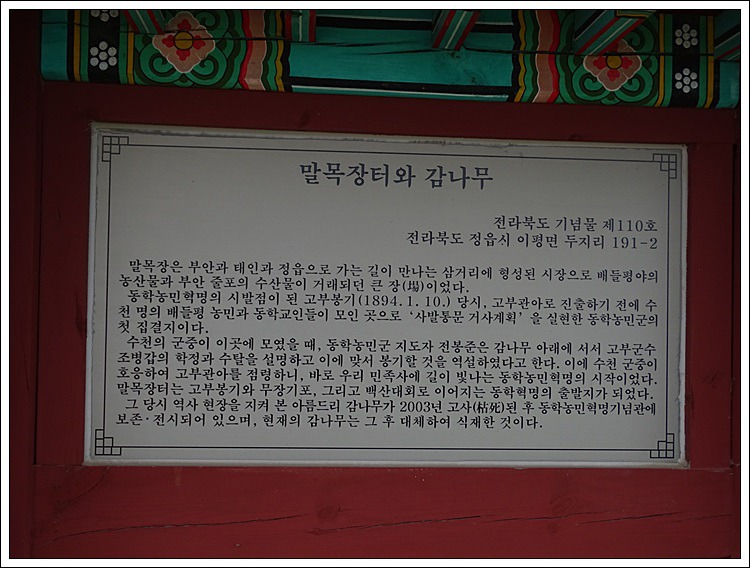 말목장터와 감나무
전라북도 기념물 제110호
전라북도 정읍시 이평면 두지리 191-2
말목장은 부안과 태인과 정읍으로 가는 길이 만나는 삼거리에 형성된 시장으로 배들평야의
농산물과 부안 줄포의 수산물이 거래되던 큰 장(場)이었다.
동학농민혁명의 시발점이 된 고부봉기(1894.1.10.) 당시, 고부관아로 진출하기 전에 수
천 명의 배들평 농민과 동학교인들이 모인 곳으로 ‘사발통문 거사계획’을 실현한 동학농민군의
첫 집결지이다.
수천의 군중이 이곳에 모였을 때, 동학농민군 지도자 전봉준은 감나무 아래에 서서 고부군수
조병갑의 학정과 수탈을 설명하고 이에 맞서 봉기할 것을 역설하였다고 한다. 이에 수천 군중이
호응하여 고부관아를 점령하니, 바로 우리 민족사에 길이 빛나는 동학농민혁명의 시작이었다.
말목장터는 고부봉기와 무장기포, 그리고 백산대회로 이어지는 동학혁명의 출발지가 되었다.
그 당시 역사 현장을 지켜 본 아름드리 감나무가 2003년 고사(枯死)된 후 동학농민혁명기념관에
보존·전시되어 있으며, 현재의 감나무는 그 후 대체하여 식재한 것이다.